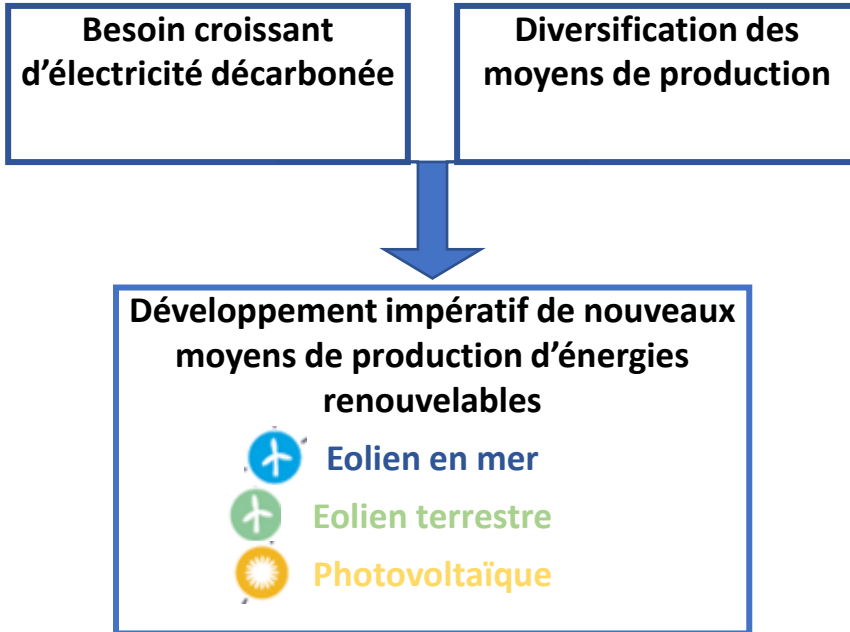 Besoin croissant
d’électricité décarbonée
Diversification des
moyens de production
Développement impératif de nouveaux
moyens de production d’énergies
renouvelables
Eolien en mer
Eolien terrestre
Photovoltaïque